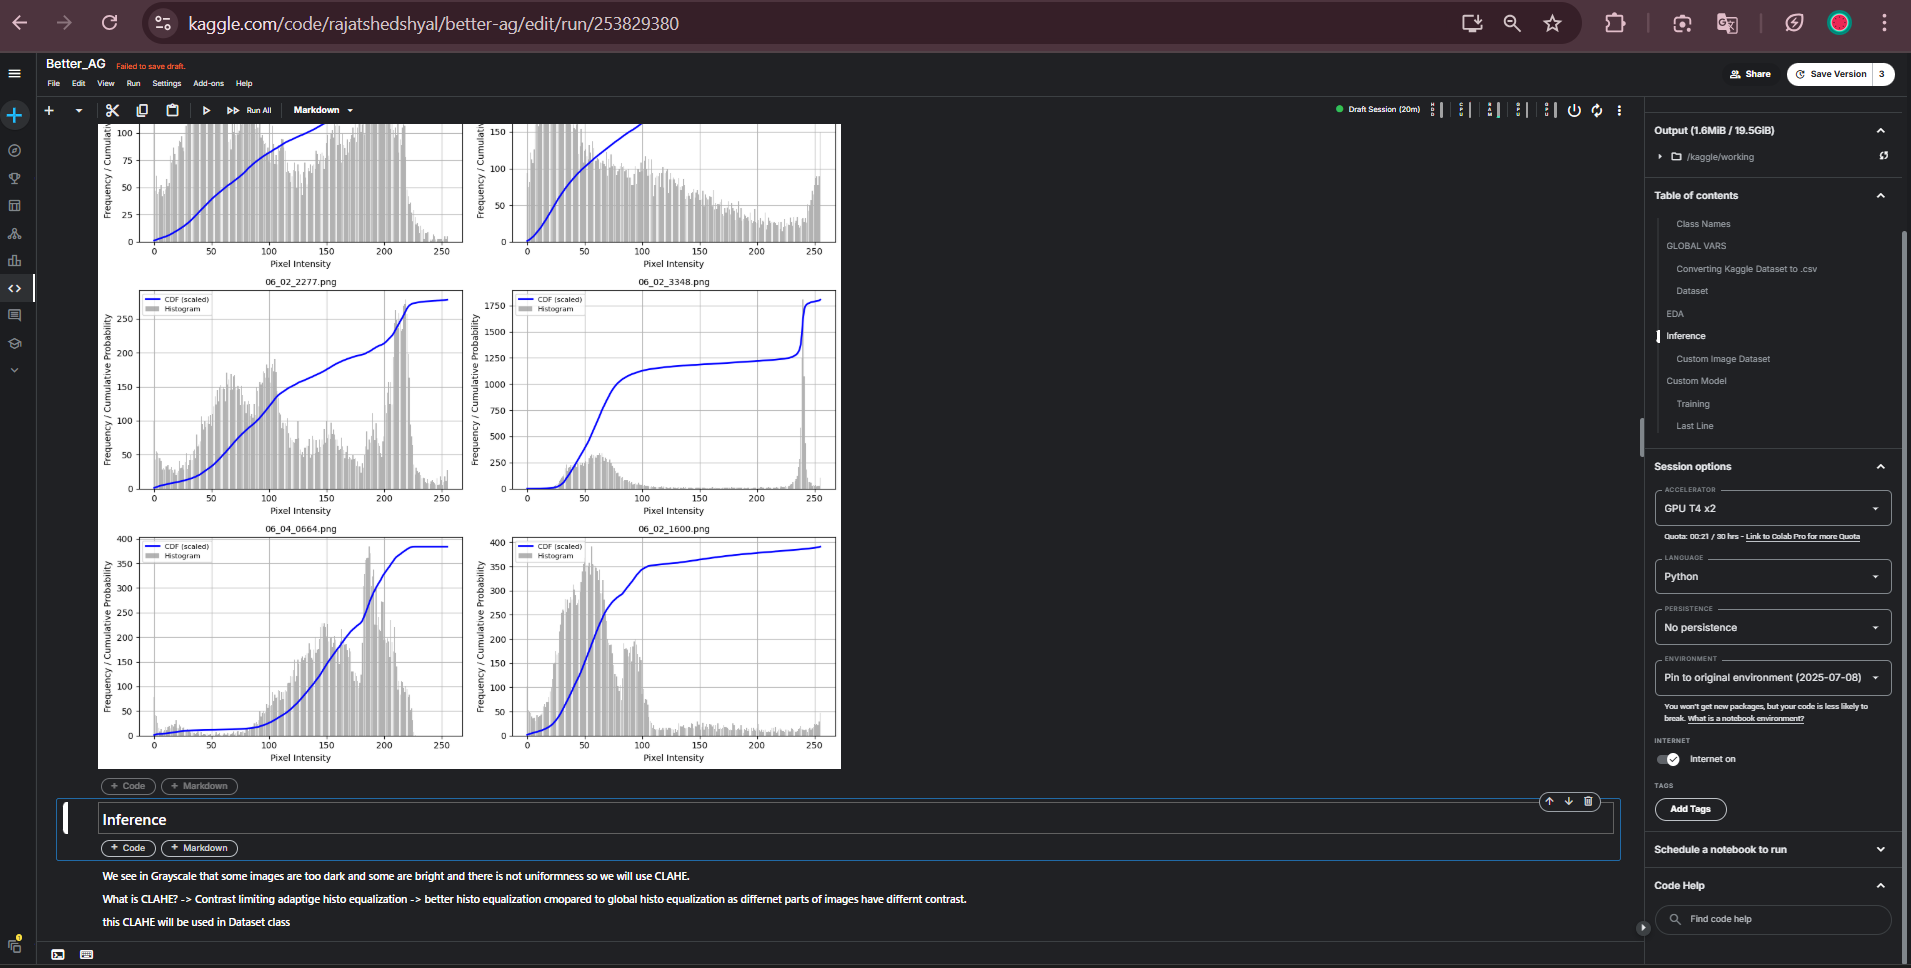 kaggle.com/code/rajatshedshyal/better-ag/edit/run/253829380
Better_AG Failed to save draft.
File Edit View Run Settings Add-ons Help
Share
Save Version 3
Run All
Markdown
Draft Session (20m)
HDD CPU RAM GPU GPU
Frequency / Cumulative
100
75
50
25
0
0 50 100 150 200 250
Pixel Intensity
Frequency / Cumulative
150
100
50
0
0 50 100 150 200 250
Pixel Intensity
06_02_2277.png
CDF (scaled)
Histogram
Frequency / Cumulative Probability
250
200
150
100
50
0
0 50 100 150 200 250
Pixel Intensity
06_02_3348.png
CDF (scaled)
Histogram
Frequency / Cumulative Probability
1750
1500
1250
1000
750
500
250
0
0 50 100 150 200 250
Pixel Intensity
06_04_0664.png
CDF (scaled)
Histogram
Frequency / Cumulative Probability
400
350
300
250
200
150
100
50
0
0 50 100 150 200 250
Pixel Intensity
06_02_1600.png
CDF (scaled)
Histogram
Frequency / Cumulative Probability
400
350
300
250
200
150
100
50
0
0 50 100 150 200 250
Pixel Intensity
+ Code + Markdown
Inference
+ Code + Markdown
We see in Grayscale that some images are too dark and some are bright and there is not uniformness so we will use CLAHE.
What is CLAHE? -> Contrast limiting adaptige histo equalization -> better histo equalization cmopared to global histo equalization as differnet parts of images have differnt contrast.
this CLAHE will be used in Dataset class
Output (1.6MiB / 19.5GiB)
/kaggle/working
Table of contents
Class Names
GLOBAL VARS
Converting Kaggle Dataset to .csv
Dataset
EDA
Inference
Custom Image Dataset
Custom Model
Training
Last Line
Session options
ACCELERATOR
GPU T4 x2
Quota: 00:21 / 30 hrs - Link to Colab Pro for more Quota
LANGUAGE
Python
PERSISTENCE
No persistence
ENVIRONMENT
Pin to original environment (2025-07-08)
You won't get new packages, but your code is less likely to
break. What is a notebook environment?
INTERNET
Internet on
TAGS
Add Tags
Schedule a notebook to run
Code Help
Find code help
1